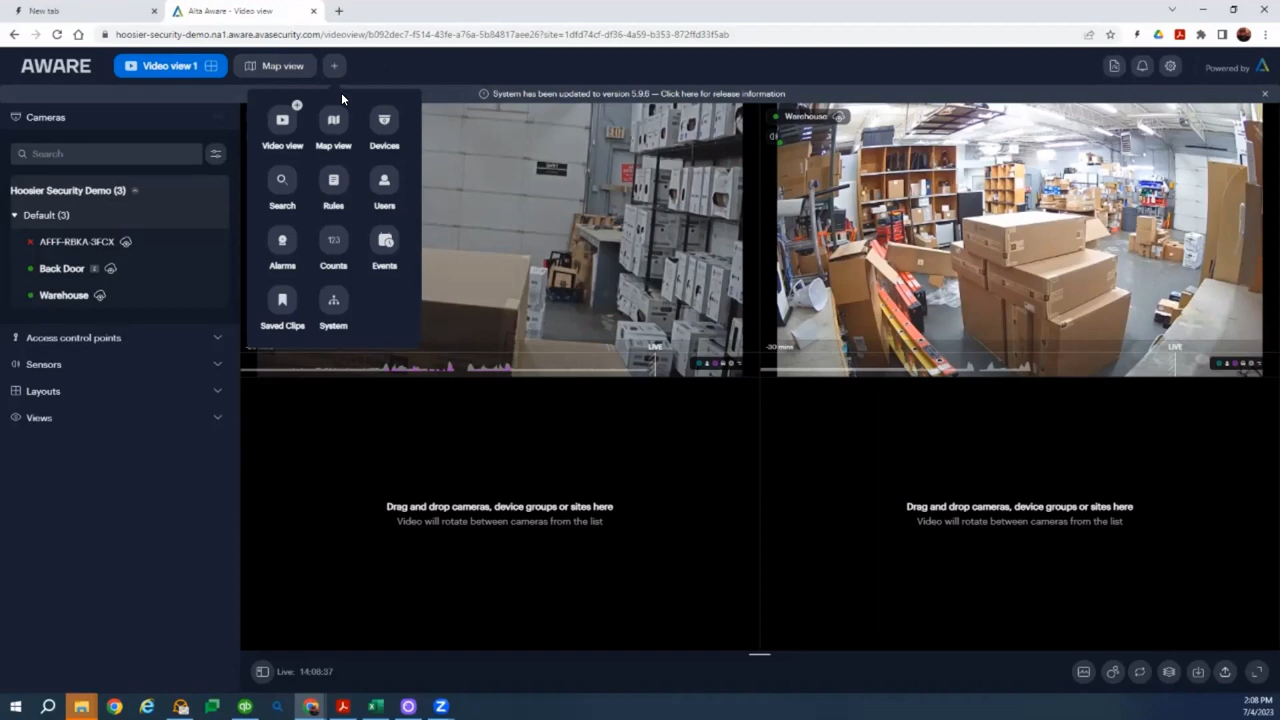 New tab
Alta Aware - Video view
hoosier-security-demo.na1.aware.avasecurity.com/videoview/b092dec7-f514-43fe-a76a-5b84817aee26?site=1dfd74cf-df36-4a59-b353-872ffd33f5ab
AWARE
Video view 1
Map view
Powered by
System has been updated to version 5.9.6 — Click here for release information
Cameras
Search
Hoosier Security Demo (3)
Default (3)
AFFF-RBKA-3FCX
Back Door
Warehouse
Access control points
Sensors
Layouts
Views
Video view
Map view
Devices
Search
Rules
Users
Alarms
123
Counts
Events
Saved Clips
System
LIVE
Warehouse
-30 mins
LIVE
Drag and drop cameras, device groups or sites here
Video will rotate between cameras from the list
Drag and drop cameras, device groups or sites here
Video will rotate between cameras from the list
Live: 14:08:37
2:08 PM
7/4/2023